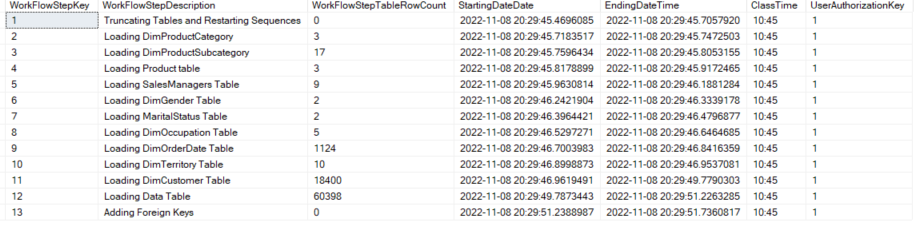 WorkFlowStepKey WorkFlowStepDescription WorkFlowStepTableRowCount StartingDateDate EndingDateTime ClassTime UserAuthorizationKey
1 Truncating Tables and Restarting Sequences 0 2022-11-08 20:29:45.4696085 2022-11-08 20:29:45.7057920 10:45 1
2 Loading DimProductCategory 3 2022-11-08 20:29:45.7183517 2022-11-08 20:29:45.7472503 10:45 1
3 Loading DimProductSubcategory 17 2022-11-08 20:29:45.7596434 2022-11-08 20:29:45.8053155 10:45 1
4 Loading Product table 3 2022-11-08 20:29:45.8178899 2022-11-08 20:29:45.9172465 10:45 1
5 Loading SalesManagers Table 9 2022-11-08 20:29:45.9630814 2022-11-08 20:29:46.1881284 10:45 1
6 Loading DimGender Table 2 2022-11-08 20:29:46.2421904 2022-11-08 20:29:46.3339178 10:45 1
7 Loading MaritalStatus Table 2 2022-11-08 20:29:46.3964421 2022-11-08 20:29:46.4796877 10:45 1
8 Loading DimOccupation Table 5 2022-11-08 20:29:46.5297271 2022-11-08 20:29:46.6464685 10:45 1
9 Loading DimOrderDate Table 1124 2022-11-08 20:29:46.7003983 2022-11-08 20:29:46.8416359 10:45 1
10 Loading DimTerritory Table 10 2022-11-08 20:29:46.8998873 2022-11-08 20:29:46.9537081 10:45 1
11 Loading DimCustomer Table 18400 2022-11-08 20:29:46.9619491 2022-11-08 20:29:49.7790303 10:45 1
12 Loading Data Table 60398 2022-11-08 20:29:49.7873443 2022-11-08 20:29:51.2263285 10:45 1
13 Adding Foreign Keys 0 2022-11-08 20:29:51.2388987 2022-11-08 20:29:51.7360817 10:45 1